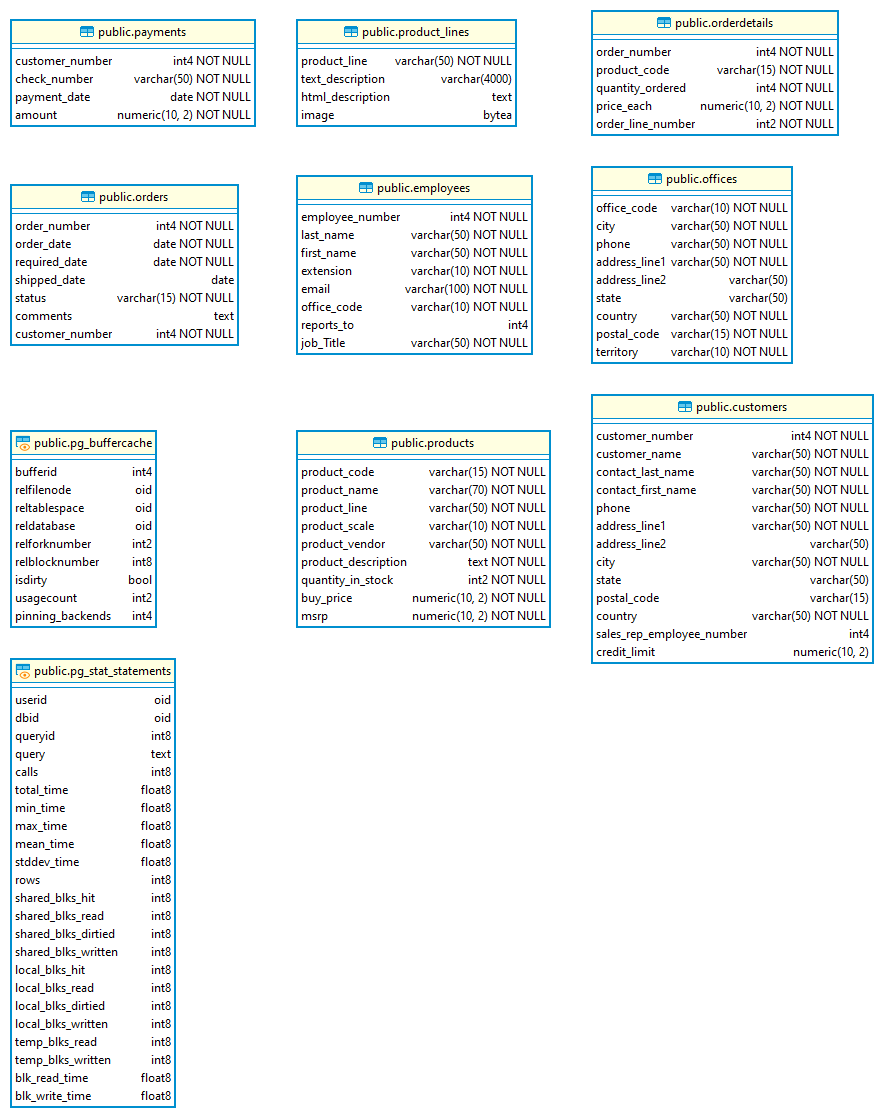 public.payments
customer_number int4 NOT NULL
check_number varchar(50) NOT NULL
payment_date date NOT NULL
amount numeric(10, 2) NOT NULL
public.product_lines
product_line varchar(50) NOT NULL
text_description varchar(4000)
html_description text
image bytea
public.orderdetails
order_number int4 NOT NULL
product_code varchar(15) NOT NULL
quantity_ordered int4 NOT NULL
price_each numeric(10, 2) NOT NULL
order_line_number int2 NOT NULL
public.orders
order_number int4 NOT NULL
order_date date NOT NULL
required_date date NOT NULL
shipped_date date
status varchar(15) NOT NULL
comments text
customer_number int4 NOT NULL
public.employees
employee_number int4 NOT NULL
last_name varchar(50) NOT NULL
first_name varchar(50) NOT NULL
extension varchar(10) NOT NULL
email varchar(100) NOT NULL
office_code varchar(10) NOT NULL
reports_to int4
job_Title varchar(50) NOT NULL
public.offices
office_code varchar(10) NOT NULL
city varchar(50) NOT NULL
phone varchar(50) NOT NULL
address_line1 varchar(50) NOT NULL
address_line2 varchar(50)
state varchar(50)
country varchar(50) NOT NULL
postal_code varchar(15) NOT NULL
territory varchar(10) NOT NULL
public.pg_buffercache
bufferid int4
relfilenode oid
reltablespace oid
reldatabase oid
relforknumber int2
relblocknumber int8
isdirty bool
usagecount int2
pinning_backends int4
public.products
product_code varchar(15) NOT NULL
product_name varchar(70) NOT NULL
product_line varchar(50) NOT NULL
product_scale varchar(10) NOT NULL
product_vendor varchar(50) NOT NULL
product_description text NOT NULL
quantity_in_stock int2 NOT NULL
buy_price numeric(10, 2) NOT NULL
msrp numeric(10, 2) NOT NULL
public.customers
customer_number int4 NOT NULL
customer_name varchar(50) NOT NULL
contact_last_name varchar(50) NOT NULL
contact_first_name varchar(50) NOT NULL
phone varchar(50) NOT NULL
address_line1 varchar(50) NOT NULL
address_line2 varchar(50)
city varchar(50) NOT NULL
state varchar(50)
postal_code varchar(15)
country varchar(50) NOT NULL
sales_rep_employee_number int4
credit_limit numeric(10, 2)
public.pg_stat_statements
userid oid
dbid oid
queryid int8
query text
calls int8
total_time float8
min_time float8
max_time float8
mean_time float8
stddev_time float8
rows int8
shared_blks_hit int8
shared_blks_read int8
shared_blks_dirtied int8
shared_blks_written int8
local_blks_hit int8
local_blks_read int8
local_blks_dirtied int8
local_blks_written int8
temp_blks_read int8
temp_blks_written int8
blk_read_time float8
blk_write_time float8